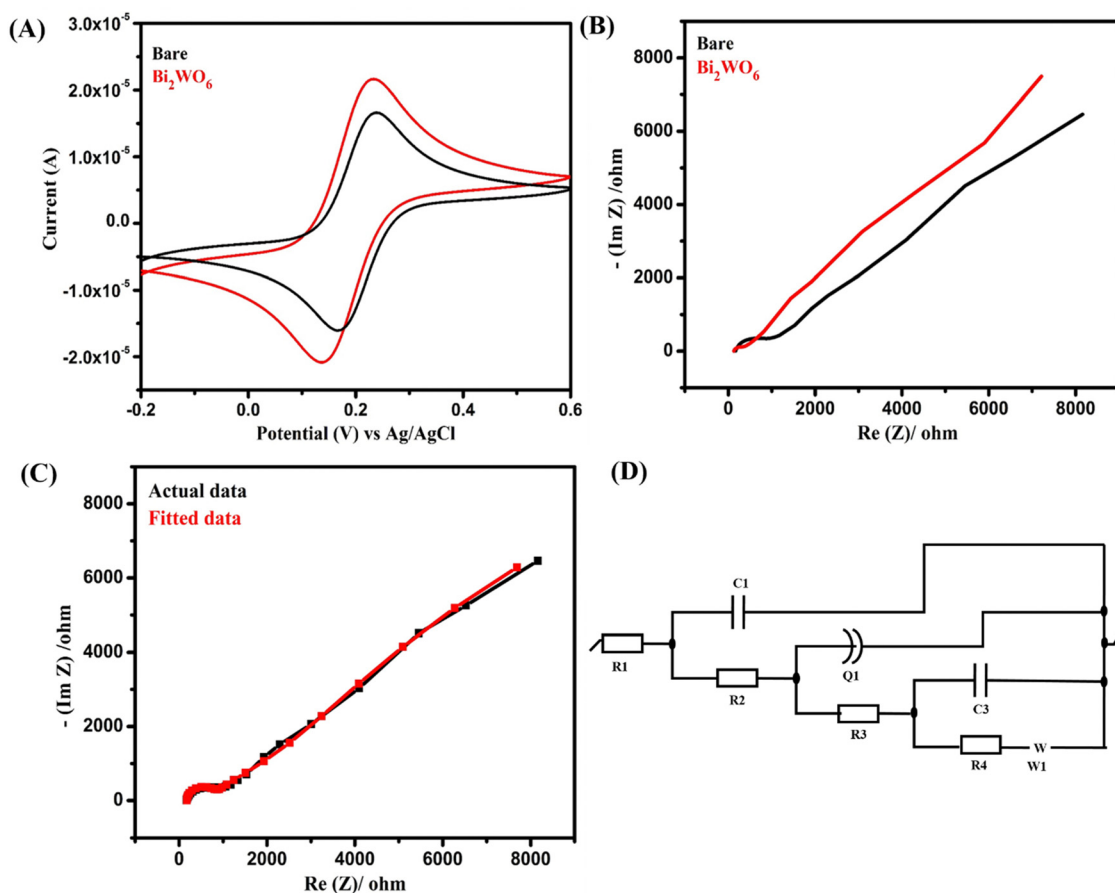 (A)
3.0x10⁻⁵
2.0x10⁻⁵
1.0x10⁻⁵
0.0
-1.0x10⁻⁵
-2.0x10⁻⁵
Current (A)
Bare
Bi₂WO₆
-0.2
0.0
0.2
0.4
0.6
Potential (V) vs Ag/AgCl
(B)
8000
6000
4000
2000
0
- (Im Z) /ohm
Bare
Bi₂WO₆
0
2000
4000
6000
8000
Re (Z)/ ohm
(C)
8000
6000
4000
2000
0
- (Im Z) /ohm
Actual data
Fitted data
0
2000
4000
6000
8000
Re (Z)/ ohm
(D)
C1
R1
Q1
R2
C3
R3
W
R4
W1